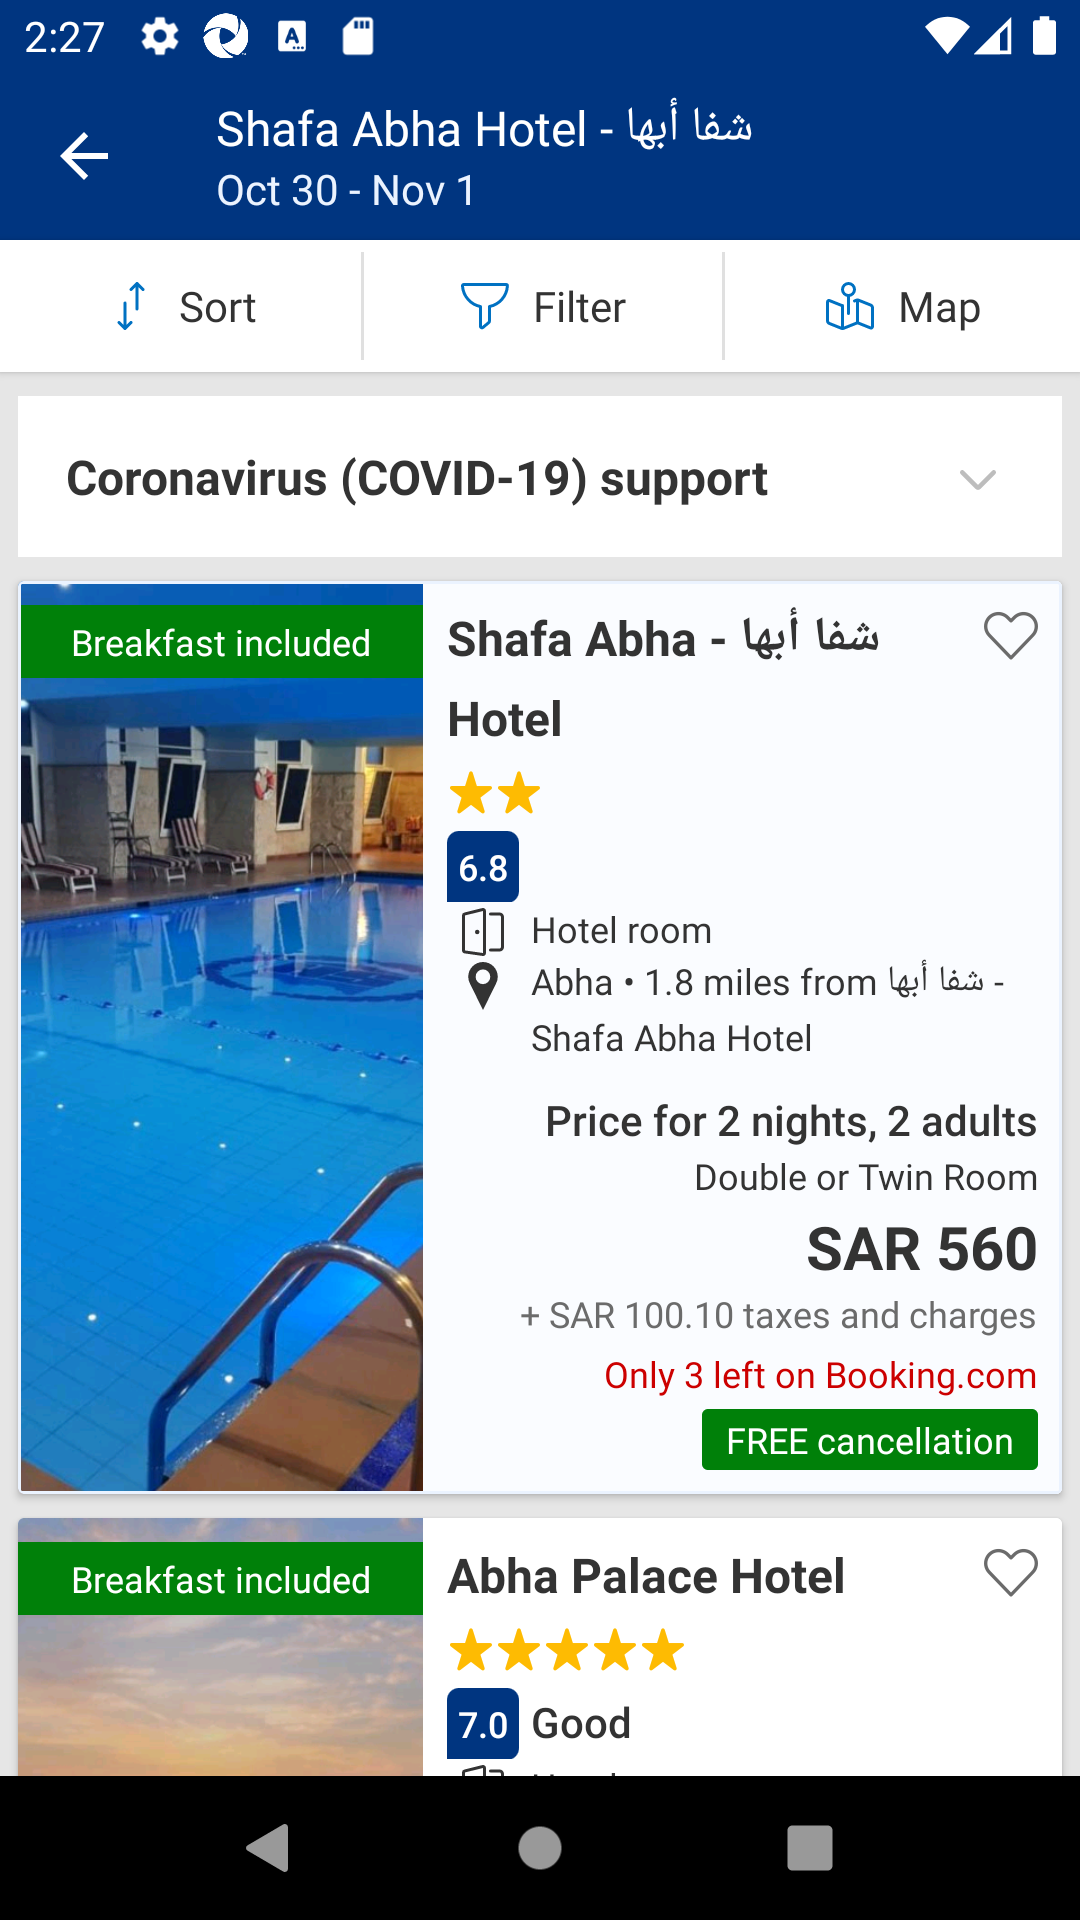 2:27
Shafa Abha Hotel - شفا أبها
Oct 30 - Nov 1
Sort
Filter
Map
Coronavirus (COVID-19) support
Breakfast included
Shafa Abha - شفا أبها
Hotel
6.8
Hotel room
Abha • 1.8 miles from شفا أبها -
Shafa Abha Hotel
Price for 2 nights, 2 adults
Double or Twin Room
SAR 560
+ SAR 100.10 taxes and charges
Only 3 left on Booking.com
FREE cancellation
Breakfast included
Abha Palace Hotel
7.0 Good